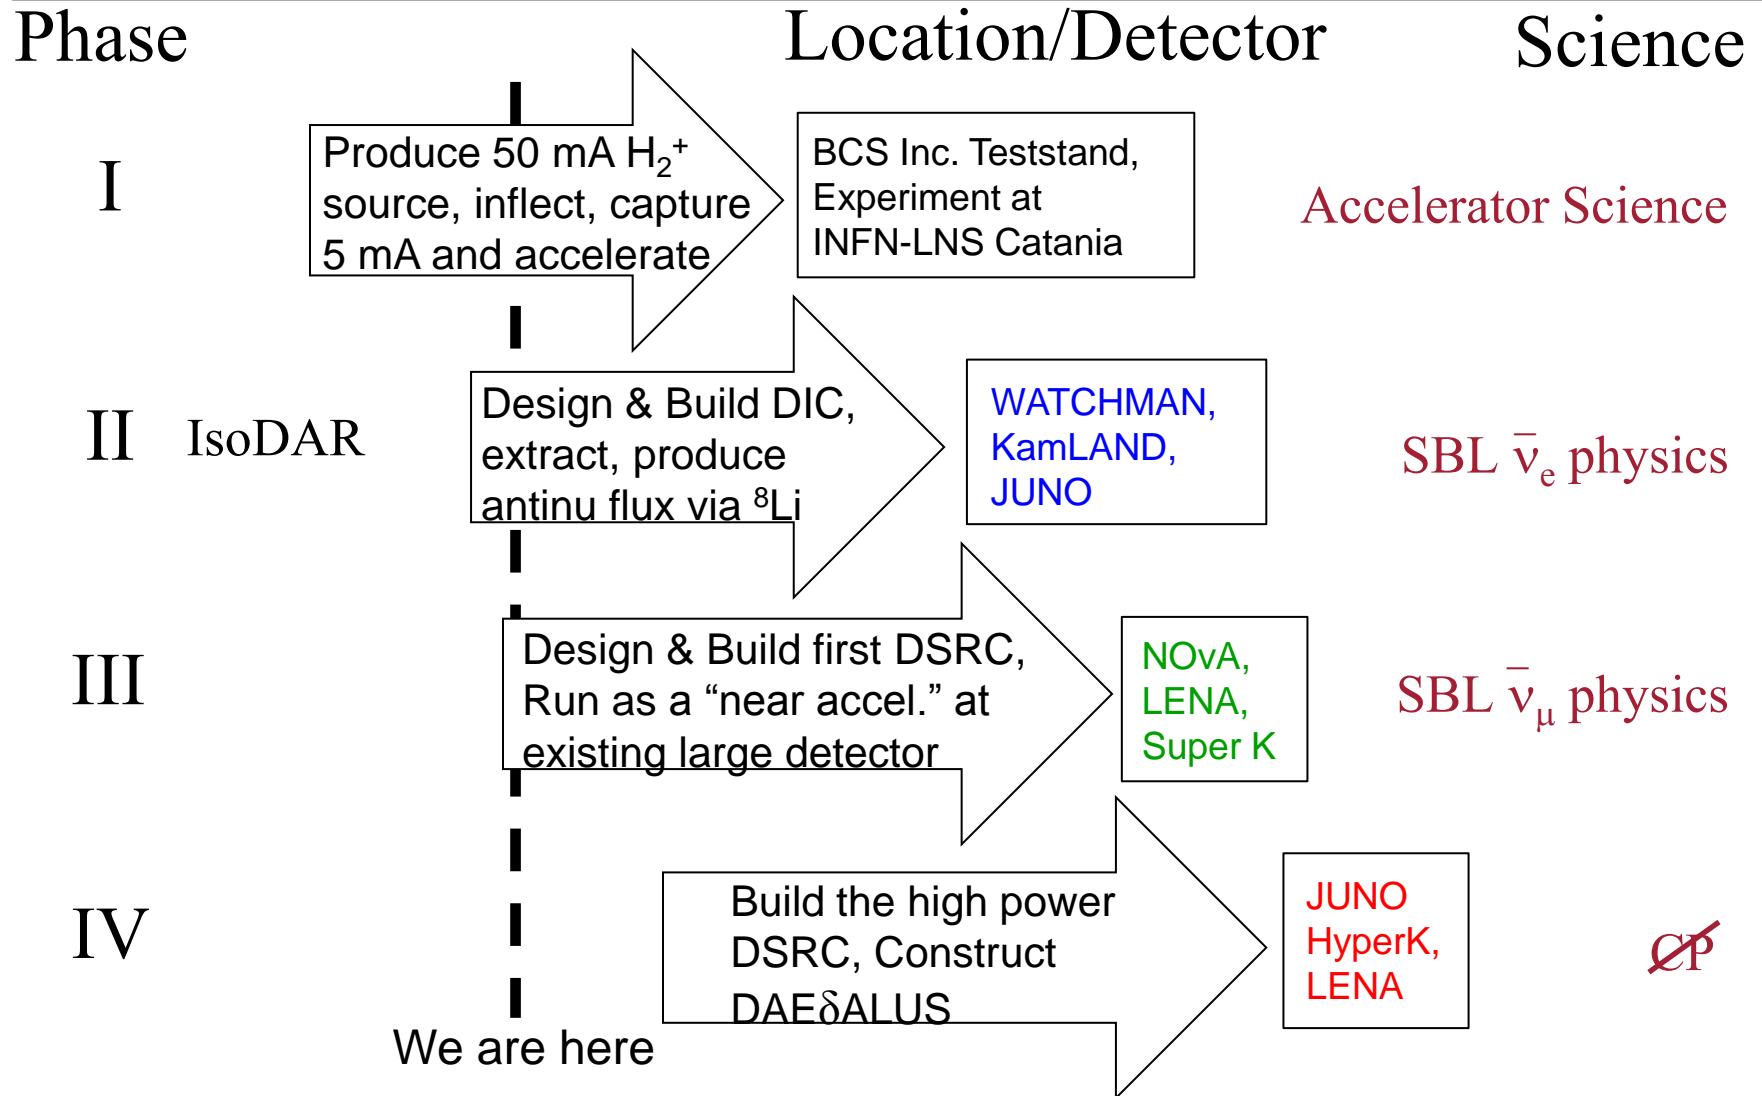 Phase Location/Detector Science
I
Produce 50 mA H₂⁺
source, inflect, capture
5 mA and accelerate
BCS Inc. Teststand,
Experiment at
INFN-LNS Catania
Accelerator Science
II IsoDAR
Design & Build DIC,
extract, produce
antinu flux via ⁸Li
WATCHMAN,
KamLAND,
JUNO
SBL ν̅ₑ physics
III
Design & Build first DSRC,
Run as a “near accel.” at
existing large detector
NOvA,
LENA,
Super K
SBL ν̅_μ physics
IV
Build the high power
DSRC, Construct
DAEδALUS
JUNO
HyperK,
LENA
CP
We are here